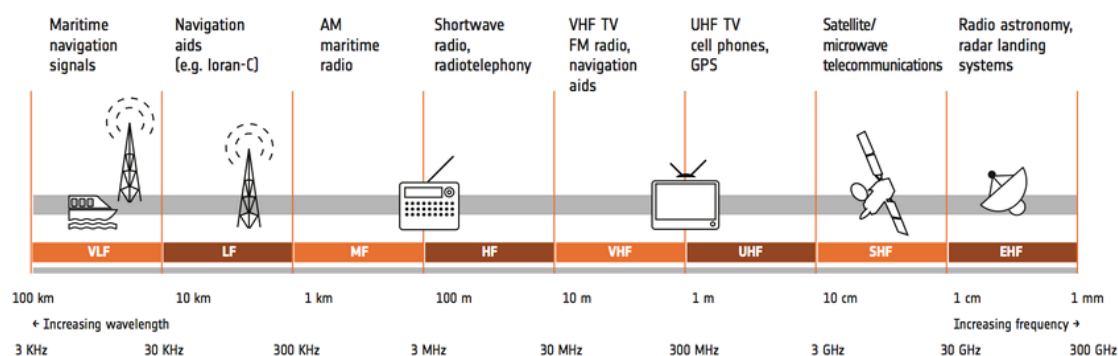 Maritime
navigation
signals
Navigation
aids
(e.g. loran-C)
AM
maritime
radio
Shortwave
radio,
radiotelephony
VHF TV
FM radio,
navigation
aids
UHF TV
cell phones,
GPS
Satellite/
microwave
telecommunications
Radio astronomy,
radar landing
systems
VLF LF MF HF VHF UHF SHF EHF
100 km 10 km 1 km 100 m 10 m 1 m 10 cm 1 cm 1 mm
← Increasing wavelength Increasing frequency →
3 KHz 30 KHz 300 KHz 3 MHz 30 MHz 300 MHz 3 GHz 30 GHz 300 GHz